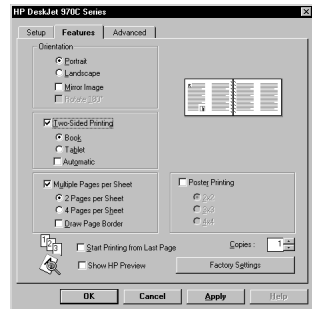 HP DeskJet 970C Series
Setup Features Advanced
Orientation
Portrait
Landscape
Mirror Image
Rotate 180°
Two-Sided Printing
Book
Tablet
Automatic
Multiple Pages per Sheet
2 Pages per Sheet
4 Pages per Sheet
Draw Page Border
Poster Printing
2x2
3x3
4x4
Start Printing from Last Page
Copies: 1
Show HP Preview
Factory Settings
OK Cancel Apply Help